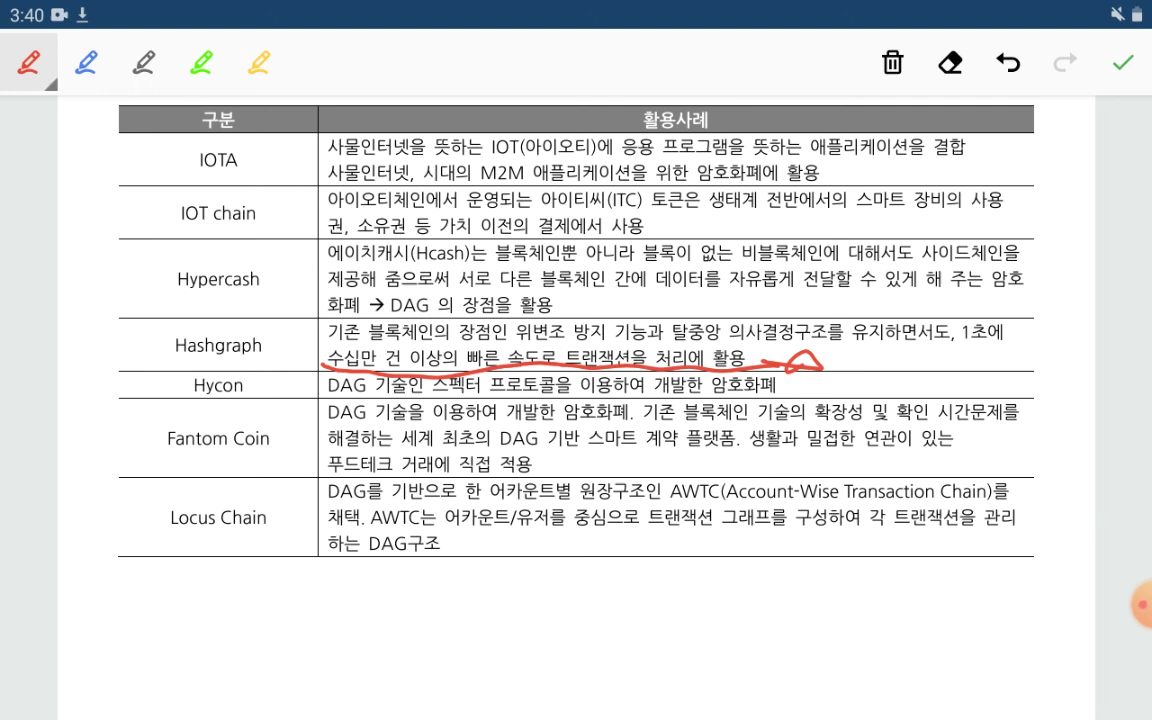 3:40
구분 활용사례
IOTA 사물인터넷을 뜻하는 IOT(아이오티)에 응용 프로그램을 뜻하는 애플리케이션을 결합
사물인터넷, 시대의 M2M 애플리케이션을 위한 암호화폐에 활용
IOT chain 아이오티체인에서 운영되는 아이티씨(ITC) 토큰은 생태계 전반에서의 스마트 장비의 사용
권, 소유권 등 가치 이전의 결제에서 사용
Hypercash 에이치캐시(Hcash)는 블록체인뿐 아니라 블록이 없는 비블록체인에 대해서도 사이드체인을
제공해 줌으로써 서로 다른 블록체인 간에 데이터를 자유롭게 전달할 수 있게 해 주는 암호
화폐 → DAG 의 장점을 활용
Hashgraph 기존 블록체인의 장점인 위변조 방지 기능과 탈중앙 의사결정구조를 유지하면서도, 1초에
수십만 건 이상의 빠른 속도로 트랜잭션을 처리에 활용
Hycon DAG 기술인 스펙터 프로토콜을 이용하여 개발한 암호화폐
Fantom Coin DAG 기술을 이용하여 개발한 암호화폐. 기존 블록체인 기술의 확장성 및 확인 시간문제를
해결하는 세계 최초의 DAG 기반 스마트 계약 플랫폼. 생활과 밀접한 연관이 있는
푸드테크 거래에 직접 적용
Locus Chain DAG를 기반으로 한 어카운트별 원장구조인 AWTC(Account-Wise Transaction Chain)를
채택. AWTC는 어카운트/유저를 중심으로 트랜잭션 그래프를 구성하여 각 트랜잭션을 관리
하는 DAG구조